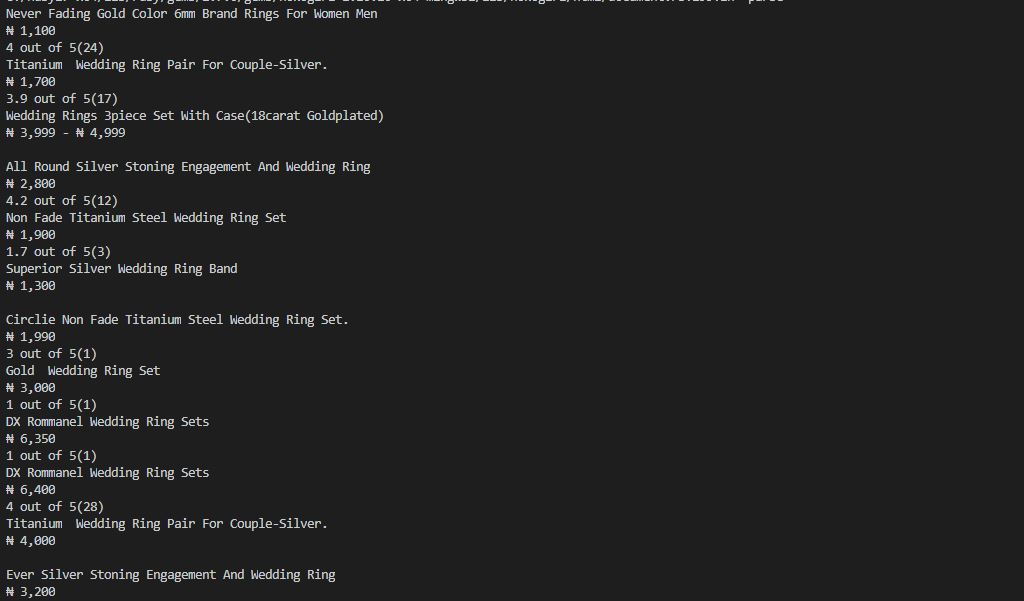 Never Fading Gold Color 6mm Brand Rings For Women Men
₦ 1,100
4 out of 5(24)
Titanium  Wedding Ring Pair For Couple-Silver.
₦ 1,700
3.9 out of 5(17)
Wedding Rings 3piece Set With Case(18carat Goldplated)
₦ 3,999 - ₦ 4,999
All Round Silver Stoning Engagement And Wedding Ring
₦ 2,800
4.2 out of 5(12)
Non Fade Titanium Steel Wedding Ring Set
₦ 1,900
1.7 out of 5(3)
Superior Silver Wedding Ring Band
₦ 1,300
Circlie Non Fade Titanium Steel Wedding Ring Set.
₦ 1,990
3 out of 5(1)
Gold  Wedding Ring Set
₦ 3,000
1 out of 5(1)
DX Rommanel Wedding Ring Sets
₦ 6,350
1 out of 5(1)
DX Rommanel Wedding Ring Sets
₦ 6,400
4 out of 5(28)
Titanium  Wedding Ring Pair For Couple-Silver.
₦ 4,000
Ever Silver Stoning Engagement And Wedding Ring
₦ 3,200